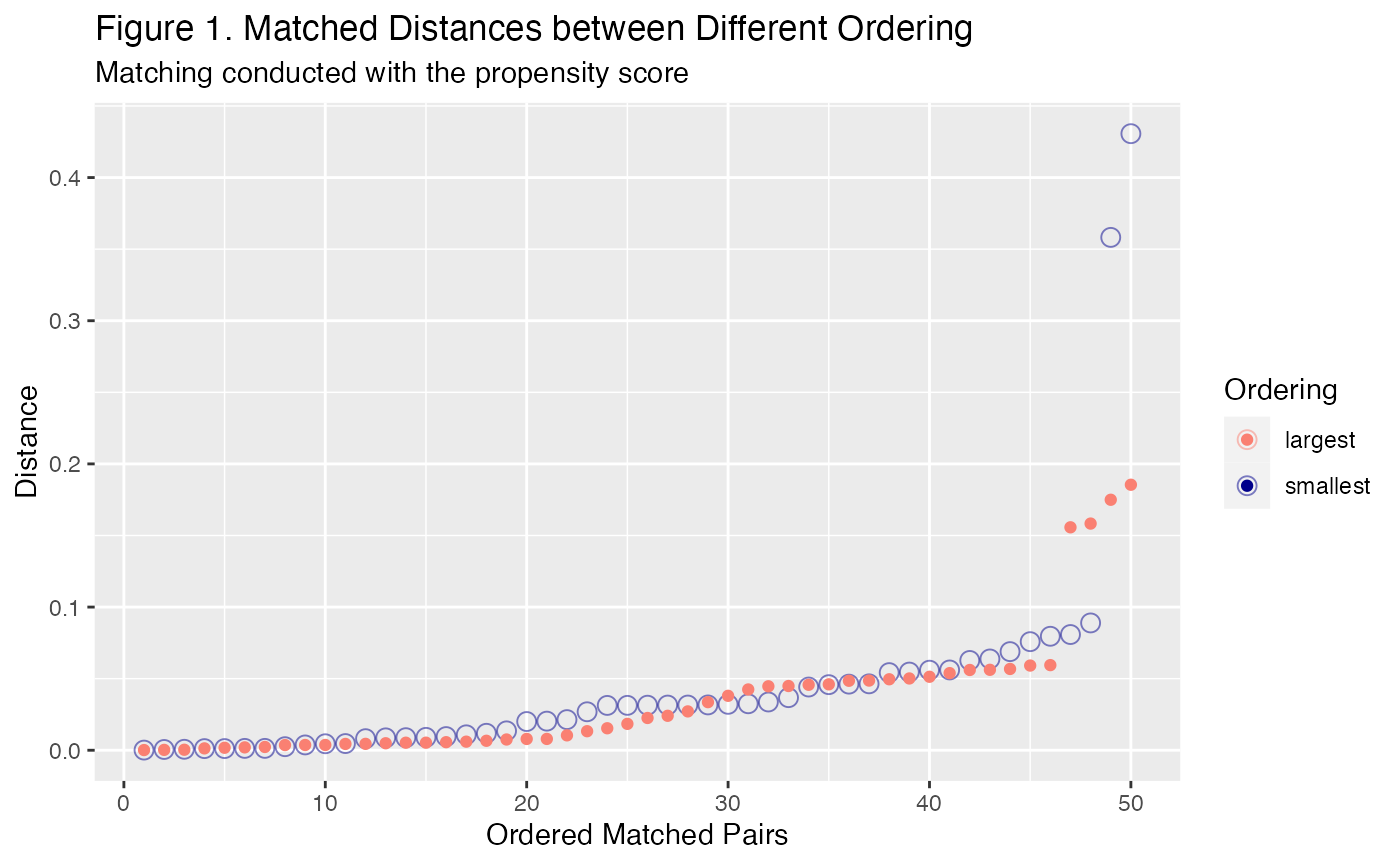 Figure 1. Matched Distances between Different Ordering
Matching conducted with the propensity score
0.4
0.3
0.2
0.1
0.0
Distance
0 10 20 30 40 50
Ordered Matched Pairs
Ordering
largest
smallest